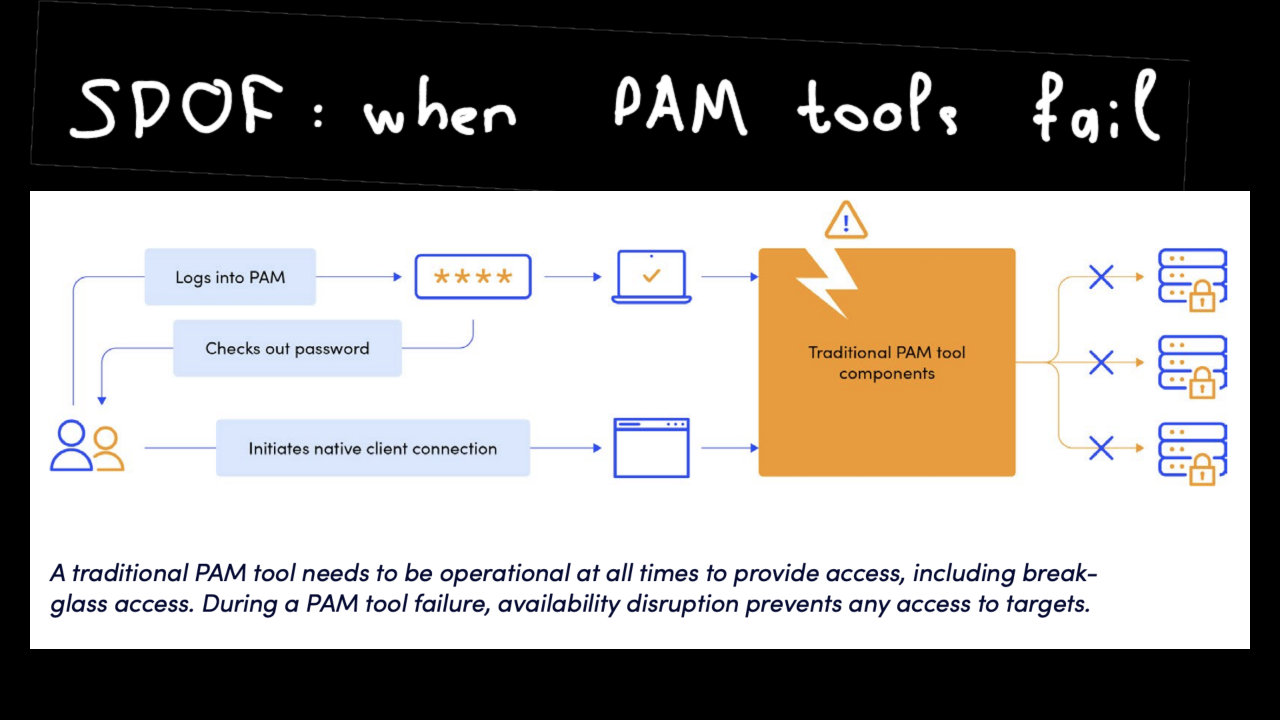 SPOF: when PAM tools fail
Logs into PAM
****
Checks out password
Initiates native client connection
!
Traditional PAM tool
components
A traditional PAM tool needs to be operational at all times to provide access, including break-
glass access. During a PAM tool failure, availability disruption prevents any access to targets.